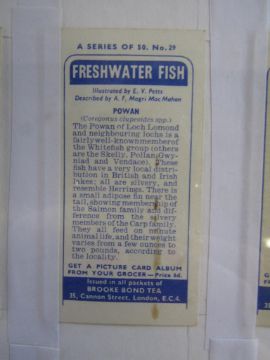 A SERIES OF 50. No. 29
FRESHWATER FISH
Illustrated by E. V. Petts
Described by A. F. Magri Mac Mahon
POWAN
(Coregonus clupeoides spp.)
The Powan of Loch Lomond
and neighbouring lochs is a
fairly well-known member of
the Whitefish group (others
are the Skelly, Pollan, Gwy-
niad and Vendace). These
fish have a very local distri-
bution in British and Irish
lakes; all are silvery, and
resemble Herrings. There is
a small adipose fin near the
tail, showing membership of
the Salmon family and
difference from the silvery
members of the Carp family.
They all feed on minute
animal life, and their weight
varies from a few ounces to
two pounds, according to
the locality.
GET A PICTURE CARD ALBUM
FROM YOUR GROCER—Price 6d.
Issued in all packets of
BROOKE BOND TEA
35, Cannon Street, London, E.C.4.